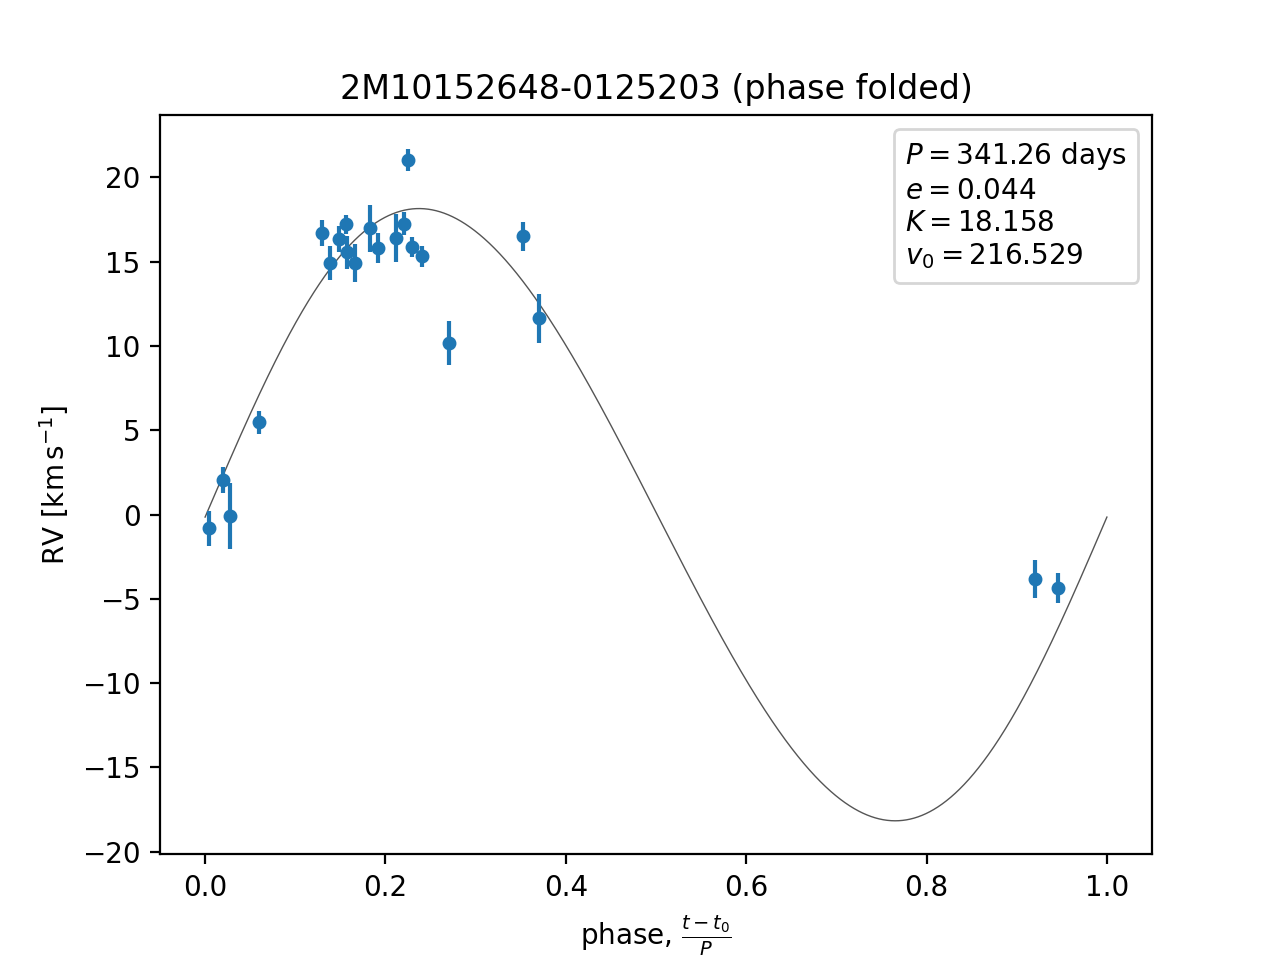 2M10152648-0125203 (phase folded)
P = 341.26 days
e = 0.044
K = 18.158
v₀ = 216.529
20
15
10
5
0
−5
−10
−15
−20
RV [km s⁻¹]
0.0 0.2 0.4 0.6 0.8 1.0
phase, (t − t₀)/P